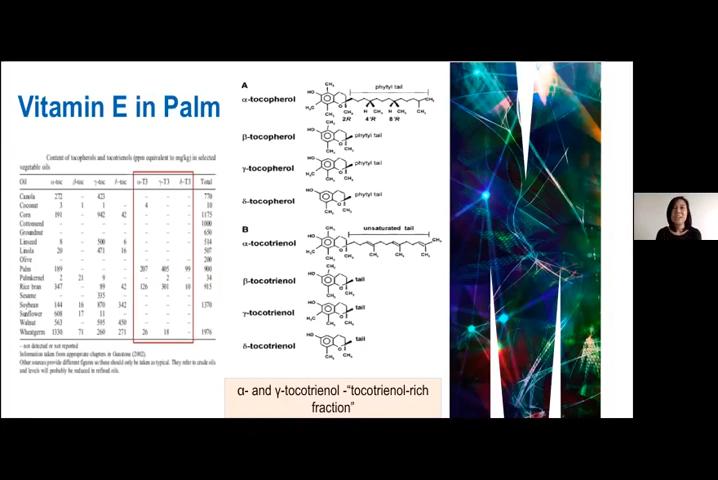 Vitamin E in Palm
Content of tocopherols and tocotrienols (ppm equivalent to mg/kg) in selected
vegetable oils
Oil α-toc β-toc γ-toc δ-toc α-T3 γ-T3 δ-T3 Total
Canola 272 – 423 – – – 770
Coconut 3 1 – 4 – – 10
Corn 191 – 942 42 – – – 1175
Cottonseed – – – – – – – 1000
Groundnut – – – – – – – 650
Linseed 8 – 500 6 – – – 514
Linola 20 – 471 16 – – – 507
Olive – – – – – – – 200
Palm 189 – – – 207 405 99 900
Palmkernel 2 21 9 – – 2 – 34
Rice bran 347 – 89 42 126 301 10 915
Sesame – – 335 – – –
Soybean 144 16 870 342 – – – 1370
Sunflower 608 17 11 – – – –
Walnut 563 – 595 450 – – –
Wheatgerm 1330 71 260 271 26 18 – 1976
– not detected or not reported
Information taken from appropriate chapters in Gunstone (2002).
Other sources provide different figures so these should only be taken as typical. They refer to crude oils
and levels will probably be reduced in refined oils.
A
phytyl tail
α-tocopherol
2R 4'R 8'R
β-tocopherol
phytyl tail
γ-tocopherol
phytyl tail
δ-tocopherol
phytyl tail
B
unsaturated tail
α-tocotrienol
β-tocotrienol
tail
γ-tocotrienol
tail
δ-tocotrienol
tail
α- and γ-tocotrienol -“tocotrienol-rich
fraction”